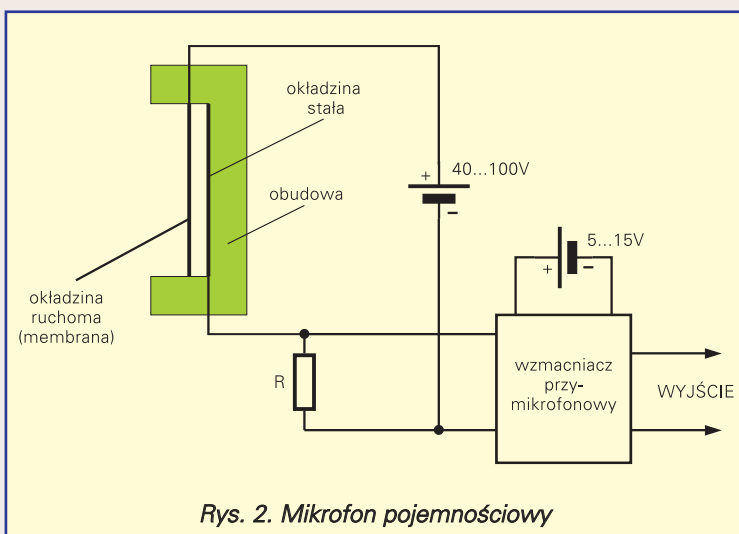 okładzina
stała
40...100V
+
−
obudowa
5...15V
+
−
okładzina
ruchoma
(membrana)
R
wzmacniacz
przy-
mikrofonowy
WYJŚCIE
Rys. 2. Mikrofon pojemnościowy